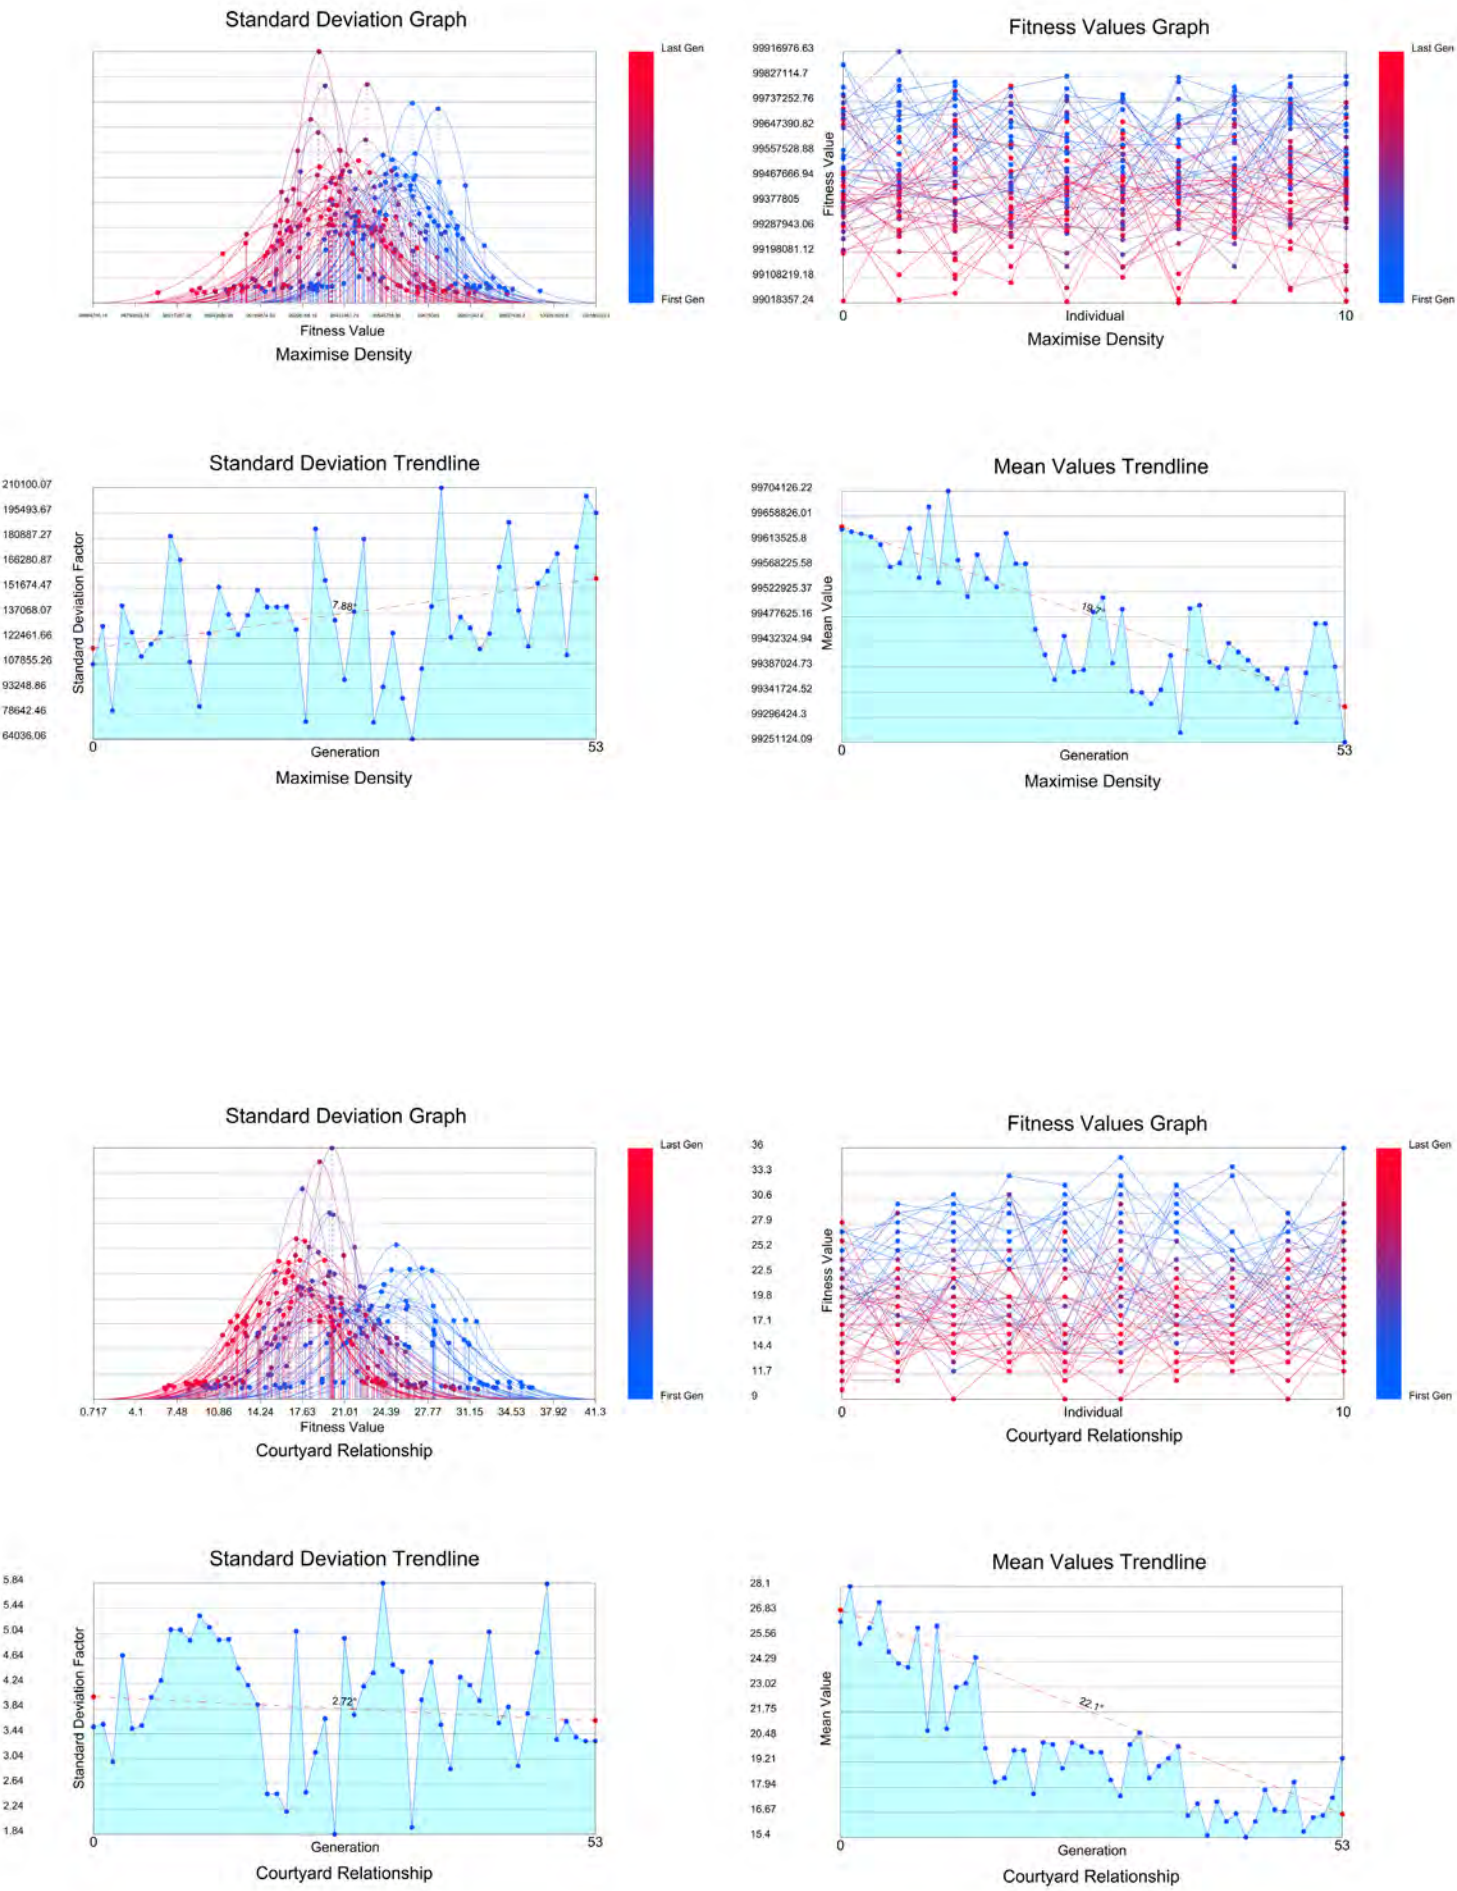 Standard Deviation Graph
Last Gen
First Gen
Fitness Value
Maximise Density
Fitness Values Graph
99916976.63
99827114.7
99737252.76
99647390.82
99557528.88
99467666.94
99377805
99287943.06
99198081.12
99108219.18
99018357.24
Fitness Value
Last Gen
First Gen
0 Individual 10
Maximise Density
Standard Deviation Trendline
210100.07
195493.67
180887.27
166280.87
151674.47
137068.07
122461.66
107855.26
93248.86
78642.46
64036.06
Standard Deviation Factor
7.88°
0 Generation 53
Maximise Density
Mean Values Trendline
99704126.22
99658826.01
99613525.8
99568225.58
99522925.37
99477625.16
99432324.94
99387024.73
99341724.52
99296424.3
99251124.09
Mean Value
19.7°
0 Generation 53
Maximise Density
Standard Deviation Graph
Last Gen
First Gen
0.717 4.1 7.48 10.86 14.24 17.63 21.01 24.39 27.77 31.15 34.53 37.92 41.3
Fitness Value
Courtyard Relationship
Fitness Values Graph
36
33.3
30.6
27.9
25.2
22.5
19.8
17.1
14.4
11.7
9
Fitness Value
Last Gen
First Gen
0 Individual 10
Courtyard Relationship
Standard Deviation Trendline
5.84
5.44
5.04
4.64
4.24
3.84
3.44
3.04
2.64
2.24
1.84
Standard Deviation Factor
2.72°
0 Generation 53
Courtyard Relationship
Mean Values Trendline
28.1
26.83
25.56
24.29
23.02
21.75
20.48
19.21
17.94
16.67
15.4
Mean Value
22.1°
0 Generation 53
Courtyard Relationship